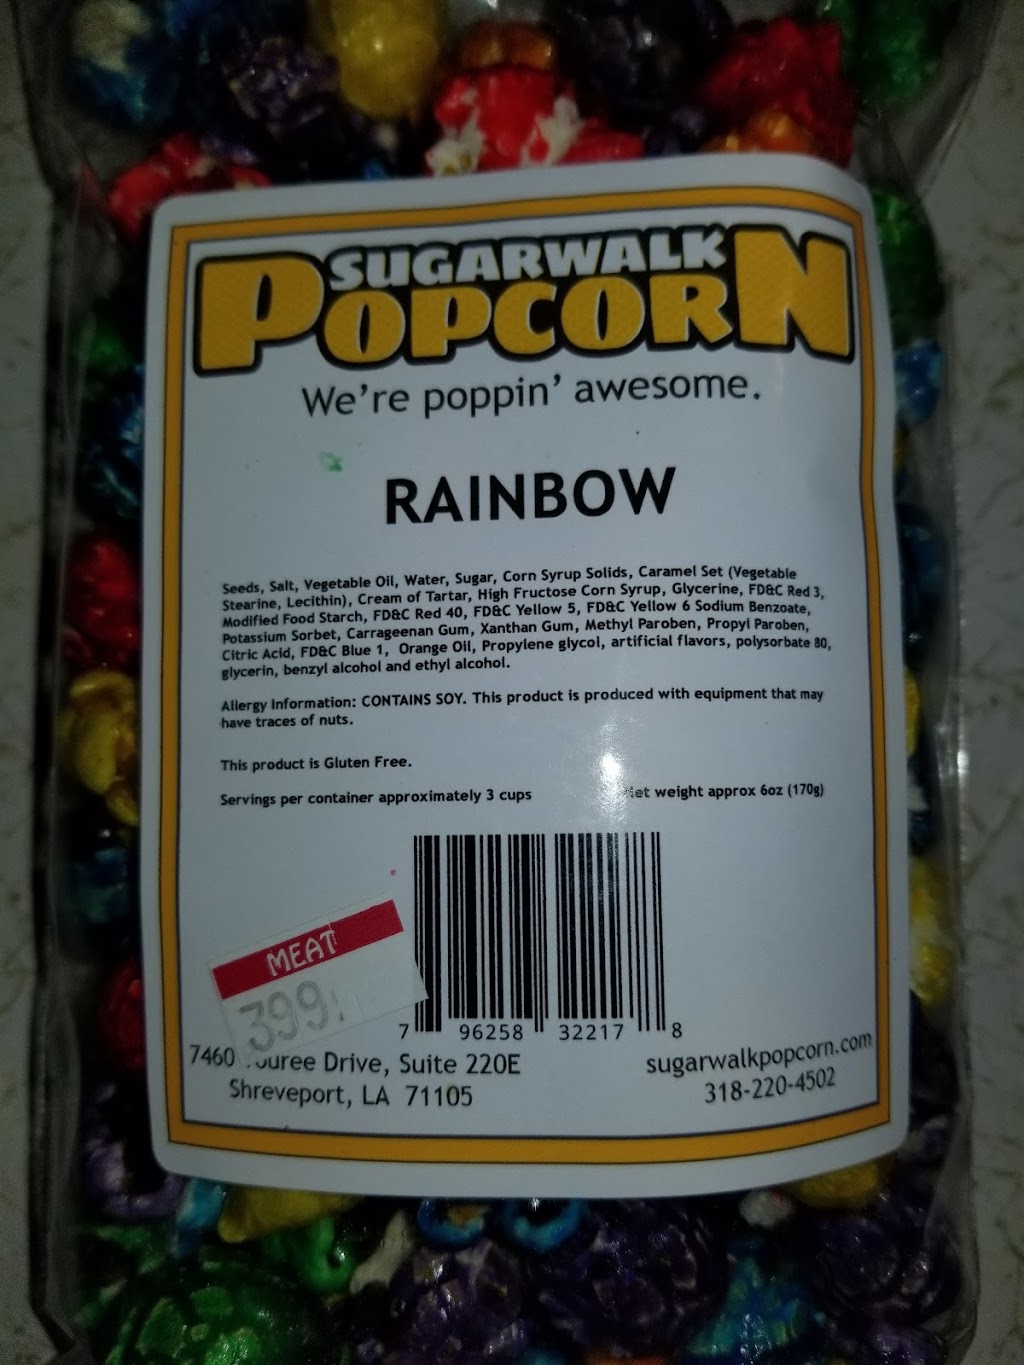 SUGARWALK
POPCORN
We're poppin' awesome.
RAINBOW
Seeds, Salt, Vegetable Oil, Water, Sugar, Corn Syrup Solids, Caramel Set (Vegetable
Stearine, Lecithin), Cream of Tartar, High Fructose Corn Syrup, Glycerine, FD&C Red 3,
Modified Food Starch, FD&C Red 40, FD&C Yellow 5, FD&C Yellow 6 Sodium Benzoate,
Potassium Sorbet, Carrageenan Gum, Xanthan Gum, Methyl Paroben, Propyl Paroben,
Citric Acid, FD&C Blue 1, Orange Oil, Propylene glycol, artificial flavors, polysorbate 80,
glycerin, benzyl alcohol and ethyl alcohol.
Allergy Information: CONTAINS SOY. This product is produced with equipment that may
have traces of nuts.
This product is Gluten Free.
Servings per container approximately 3 cups
Net weight approx 6oz (170g)
MEAT
399
7 96258 32217 8
7460 Drive, Suite 220E
Shreveport, LA 71105
sugarwalkpopcorn.com
318-220-4502